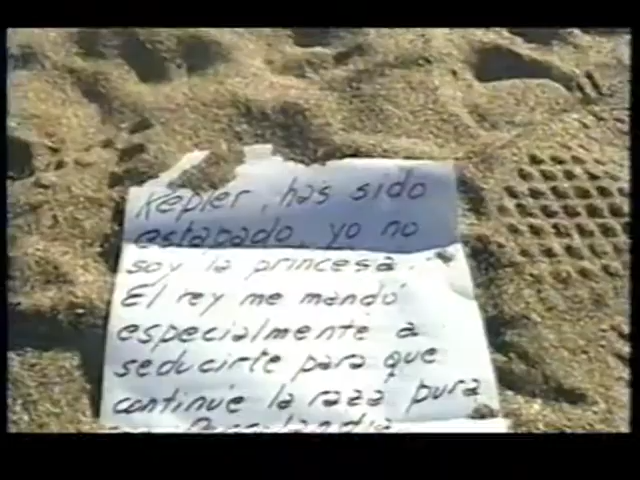 Kepler, has sido
estapado, yo no
soy la princesa.
El rey me mandó
especialmente a
seducirte para que
continúe la raza pura